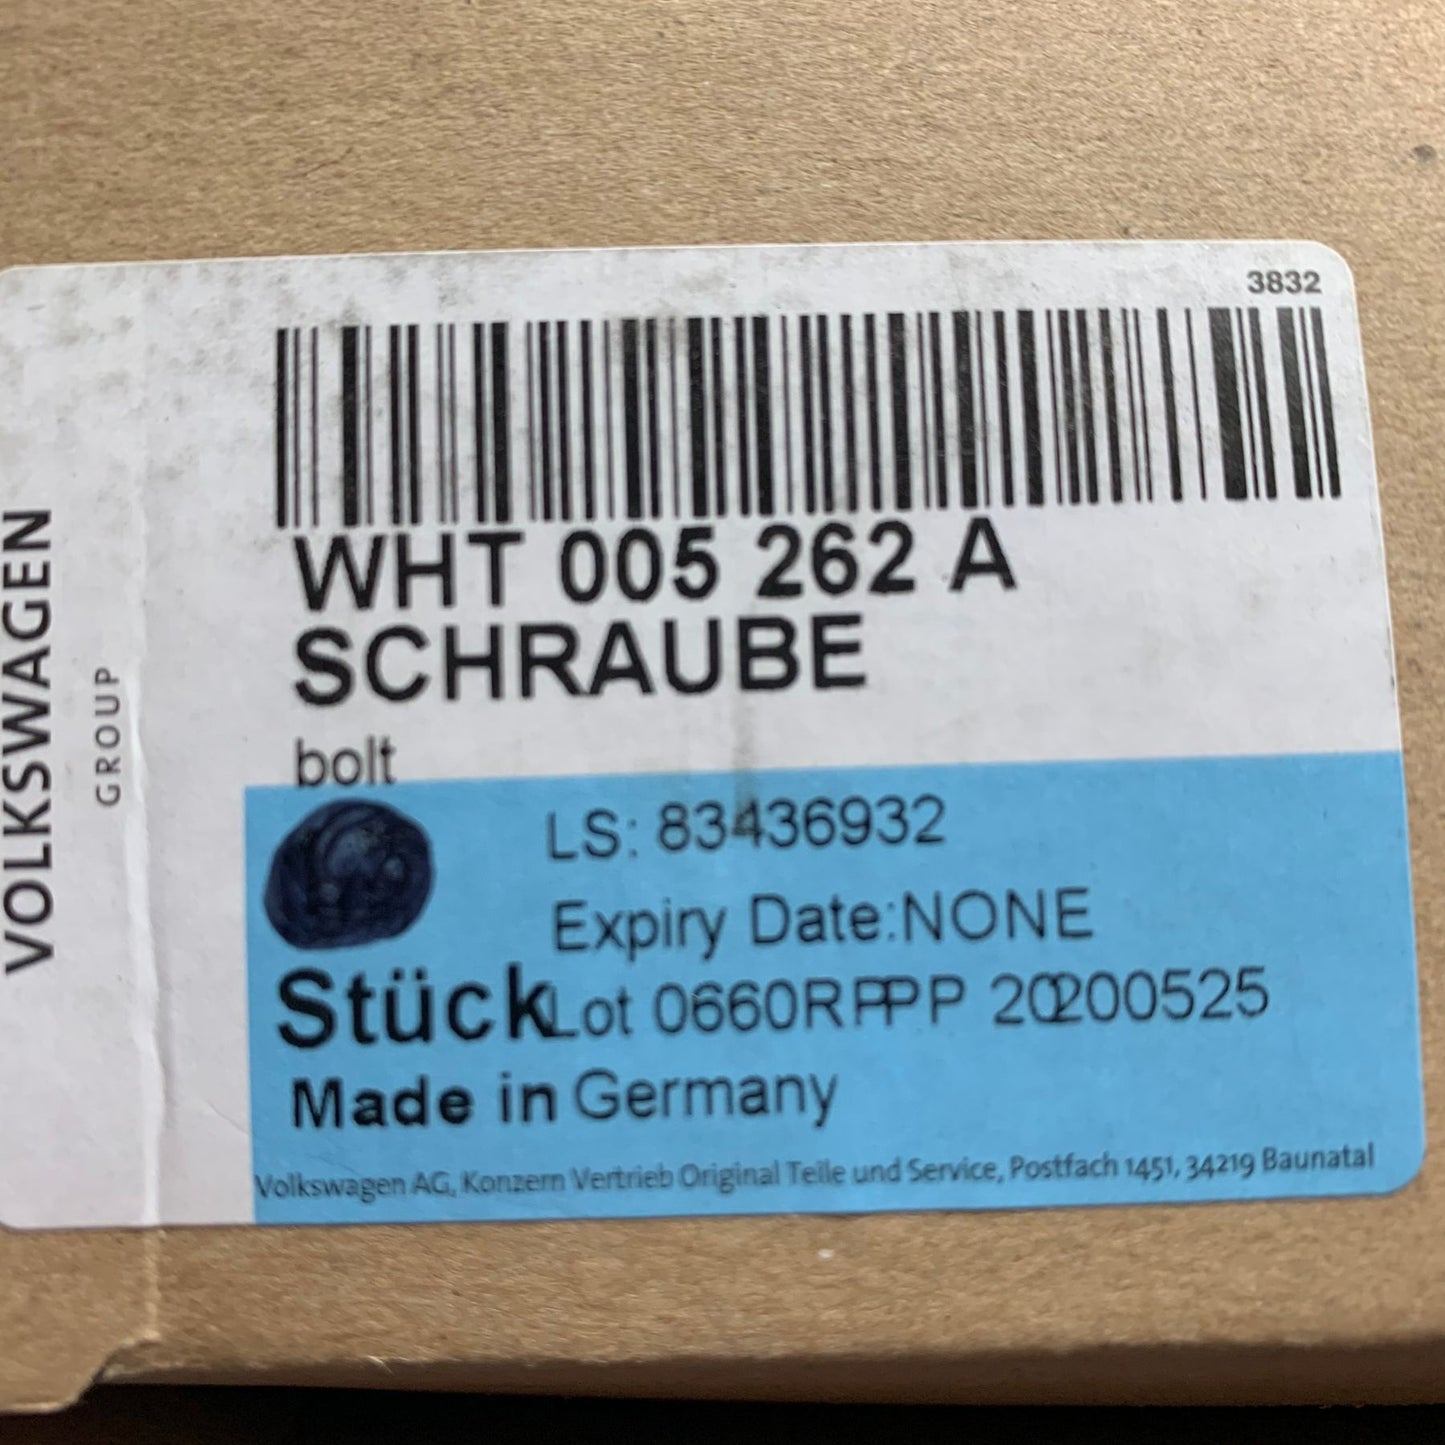 3832
VOLKSWAGEN
GROUP
WHT 005 262 A
SCHRAUBE
bolt
LS: 83436932
Expiry Date:NONE
Stück Lot 0660RPPP 20200525
Made in Germany
Volkswagen AG, Konzern Vertrieb Original Teile und Service, Postfach 1451, 34219 Baunatal